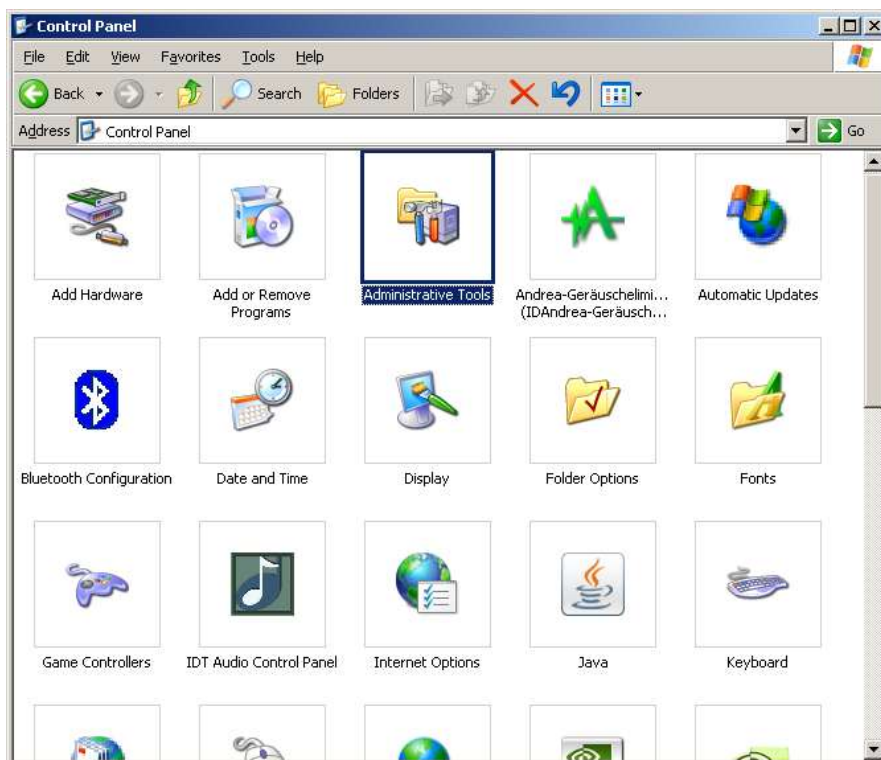 Control Panel
File Edit View Favorites Tools Help
Back Search Folders
Address Control Panel Go
Add Hardware
Add or Remove
Programs
Administrative Tools
Andrea-Geräuschelimi...
(IDAndrea-Geräusch...
Automatic Updates
Bluetooth Configuration
Date and Time
Display
Folder Options
Fonts
Game Controllers
IDT Audio Control Panel
Internet Options
Java
Keyboard